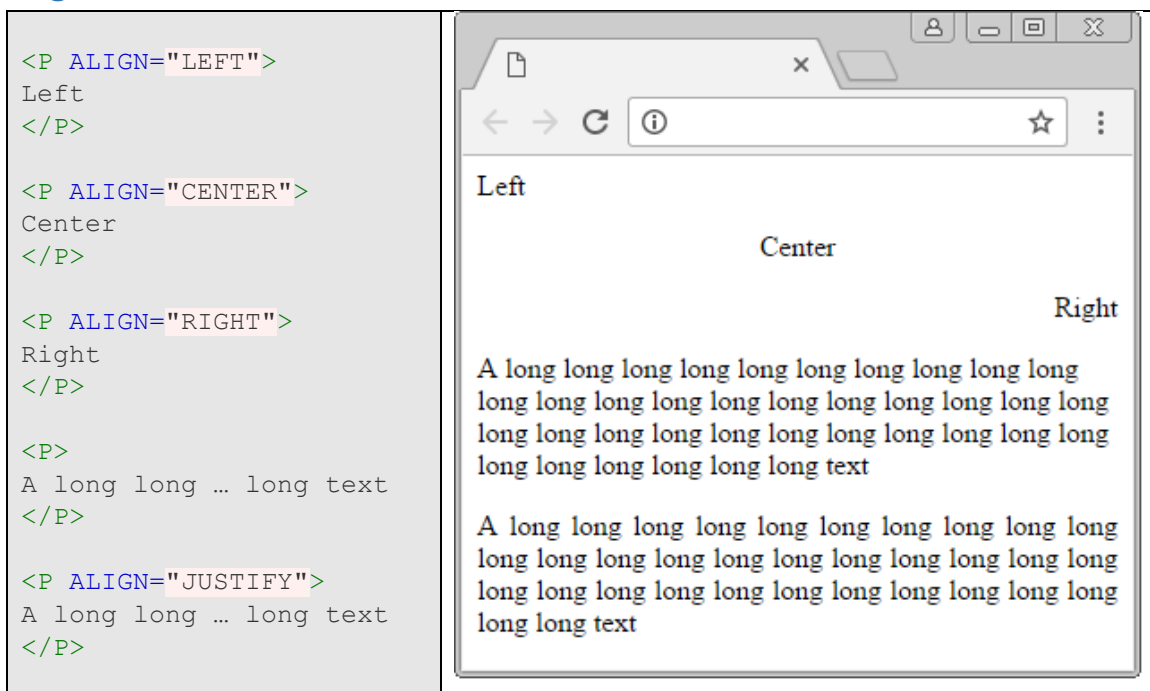 <P ALIGN="LEFT">
Left
</P>
<P ALIGN="CENTER">
Center
</P>
<P ALIGN="RIGHT">
Right
</P>
<P>
A long long … long text
</P>
<P ALIGN="JUSTIFY">
A long long … long text
</P>
Left
Center
Right
A long long long long long long long long long long
long long long long long long long long long long long
long long long long long long long long long long long
long long long long long long text
A long long long long long long long long long long
long long long long long long long long long long long
long long long long long long long long long long long
long long text